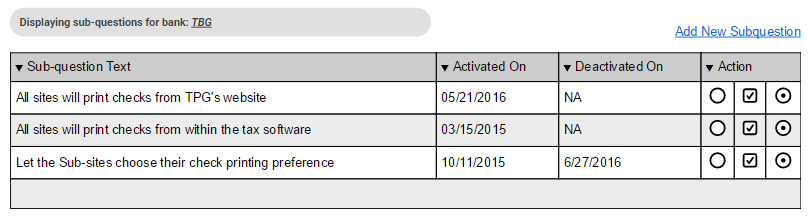 Displaying sub-questions for bank: TBG
Add New Subquestion
▼ Sub-question Text ▼ Activated On ▼ Deactivated On ▼ Action
All sites will print checks from TPG's website 05/21/2016 NA
All sites will print checks from within the tax software 03/15/2015 NA
Let the Sub-sites choose their check printing preference 10/11/2015 6/27/2016